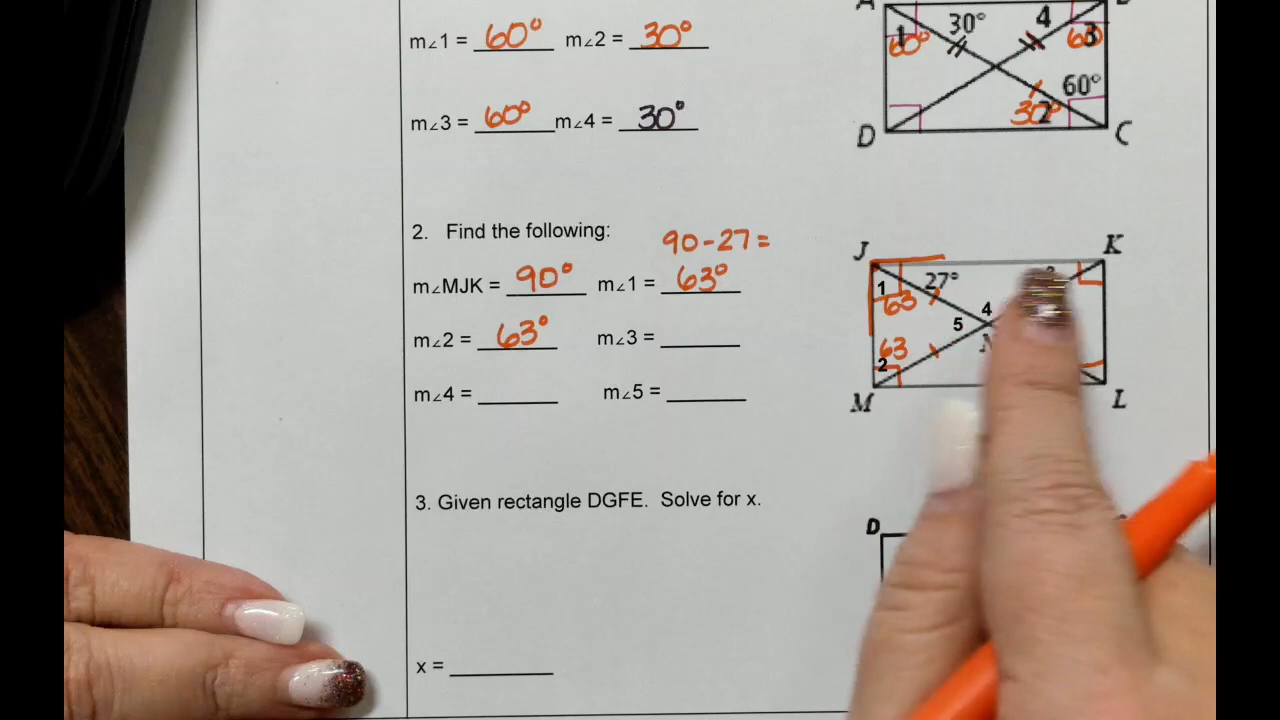 m∠1 = 60° m∠2 = 30°
m∠3 = 60° m∠4 = 30°
A
1 30° 4 3
60° 60
60°
30° 2
D C
2. Find the following:
90-27=
m∠MJK = 90° m∠1 = 63°
m∠2 = 63° m∠3 =
m∠4 = m∠5 =
J K
1 27°
63
4
5
63
2
M L
3. Given rectangle DGFE. Solve for x.
D
x =